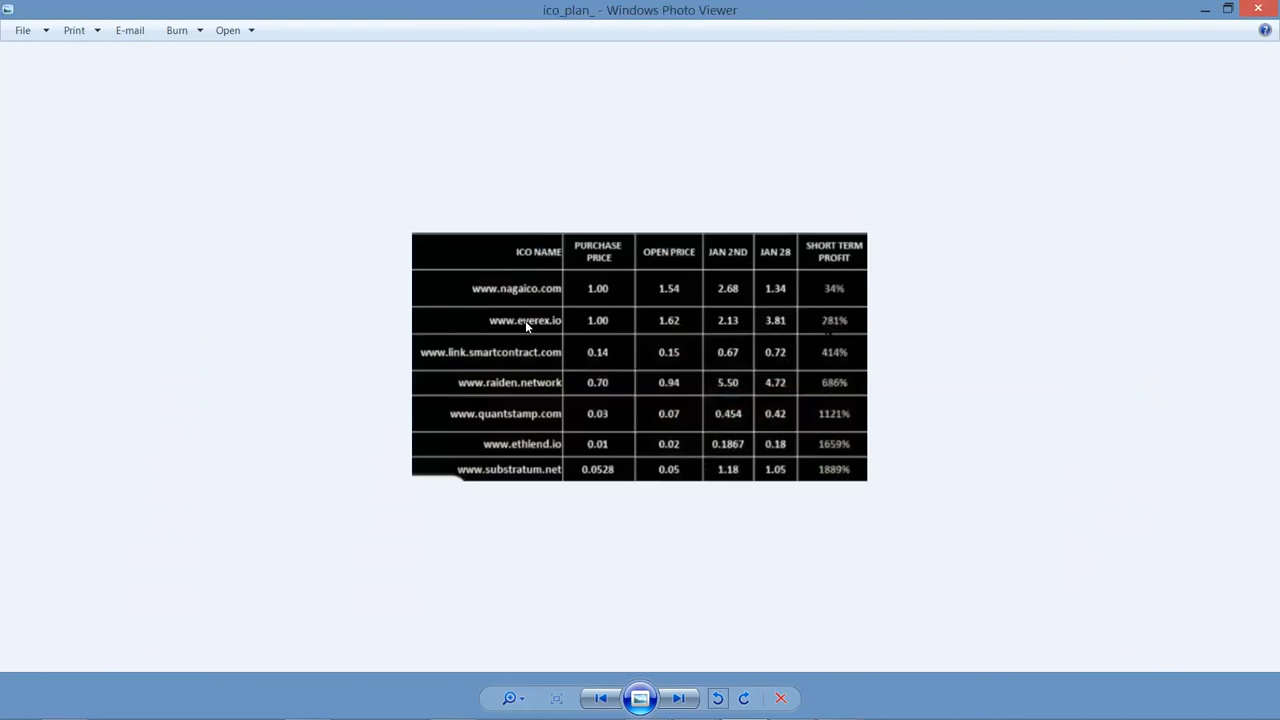 ico_plan_ - Windows Photo Viewer
File Print E-mail Burn Open
ICO NAME PURCHASE PRICE OPEN PRICE JAN 2ND JAN 28 SHORT TERM PROFIT
www.nagaico.com 1.00 1.54 2.68 1.34 34%
www.everex.io 1.00 1.62 2.13 3.81 281%
www.link.smartcontract.com 0.14 0.15 0.67 0.72 414%
www.raiden.network 0.70 0.94 5.50 4.72 686%
www.quantstamp.com 0.03 0.07 0.454 0.42 1121%
www.ethlend.io 0.01 0.02 0.1867 0.18 1659%
www.substratum.net 0.0528 0.05 1.18 1.05 1889%